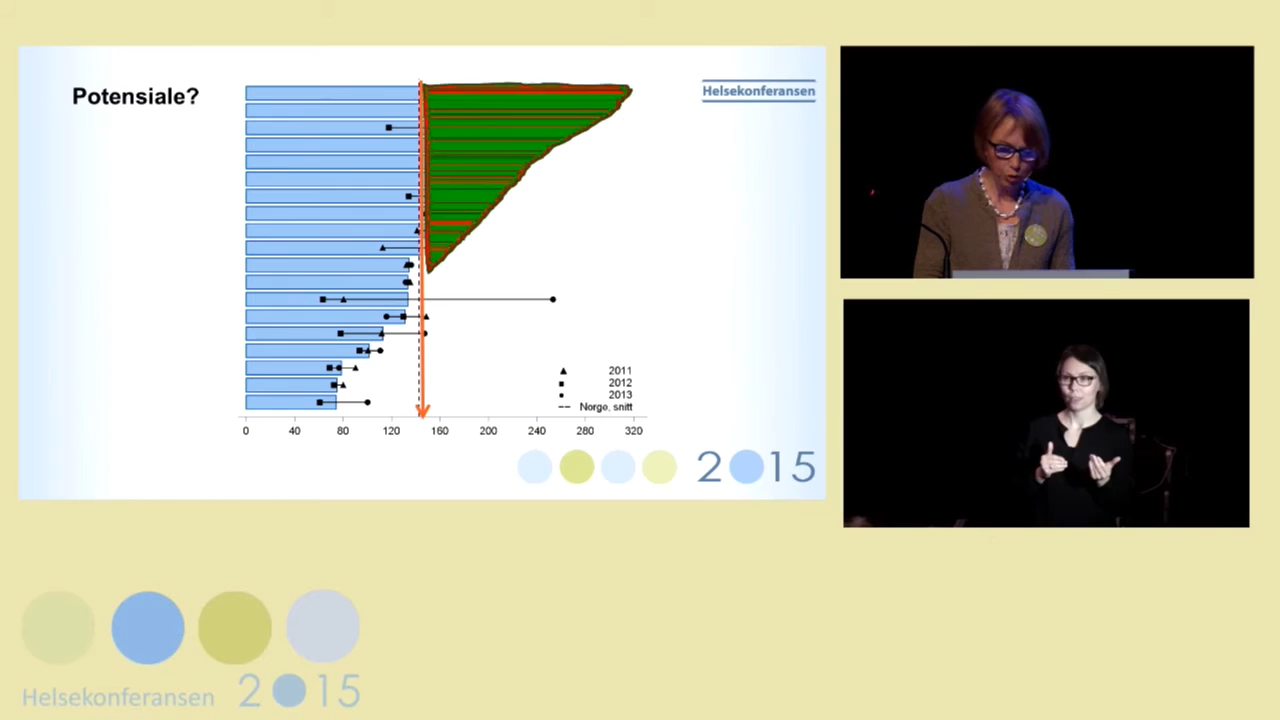 Potensiale?
Helsekonferansen
2011
2012
2013
Norge, snitt
0 40 80 120 160 200 240 280 320
2015
Helsekonferansen 2015